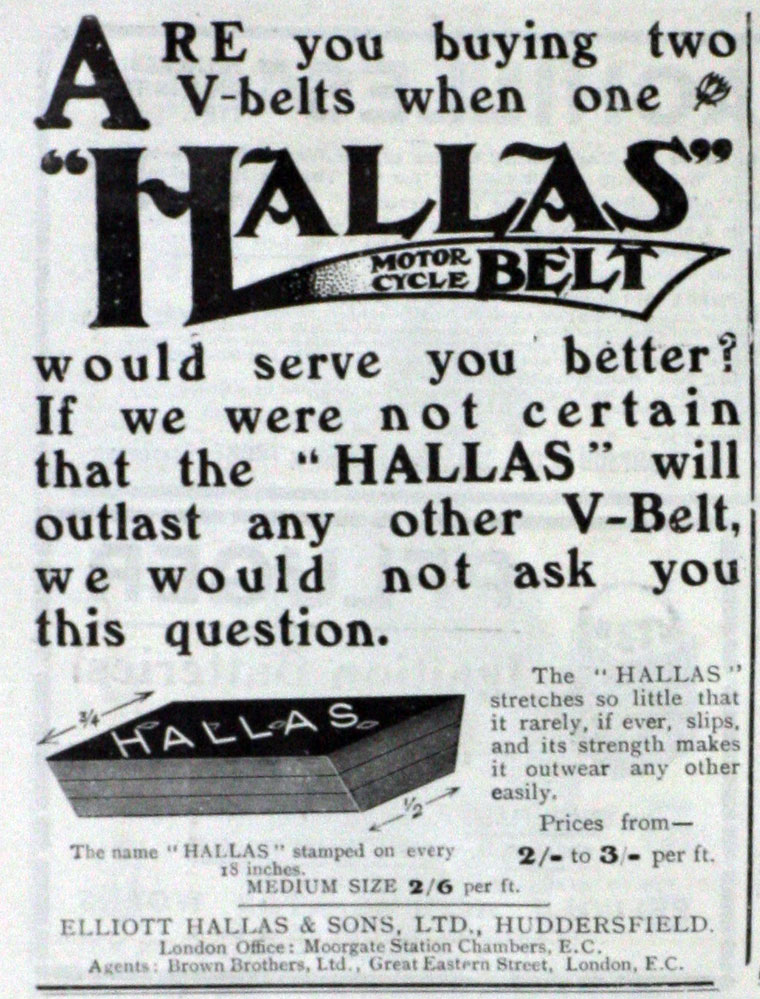 ARE you buying two
V-belts when one
"HALLAS"
MOTOR
CYCLE BELT
would serve you better?
If we were not certain
that the "HALLAS" will
outlast any other V-Belt,
we would not ask you
this question.
The "HALLAS"
stretches so little that
it rarely, if ever, slips,
and its strength makes
it outwear any other
easily.
Prices from—
2/- to 3/- per ft.
3/4
HALLAS
1/2
The name "HALLAS" stamped on every
18 inches.
MEDIUM SIZE 2/6 per ft.
ELLIOTT HALLAS & SONS, LTD., HUDDERSFIELD.
London Office: Moorgate Station Chambers, E.C.
Agents: Brown Brothers, Ltd., Great Eastern Street, London, E.C.